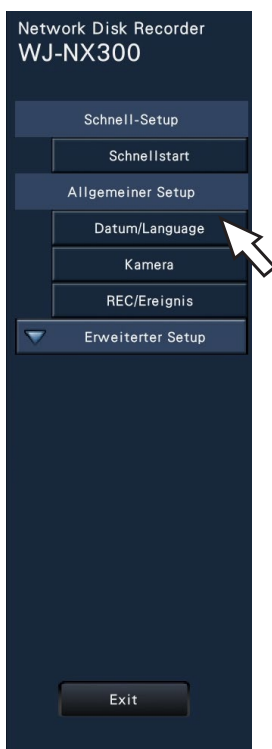 Network Disk Recorder
WJ-NX300
Schnell-Setup
Schnellstart
Allgemeiner Setup
Datum/Language
Kamera
REC/Ereignis
Erweiterter Setup
Exit